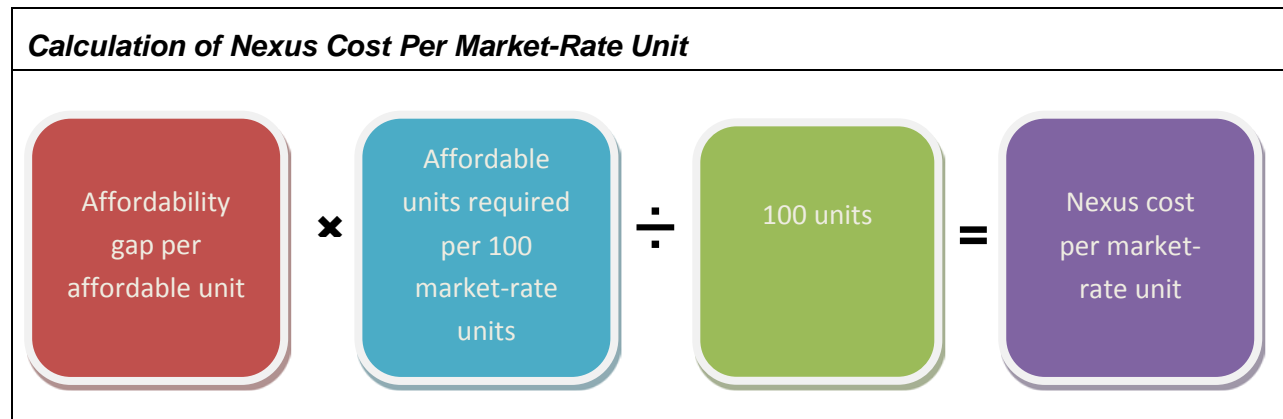 Calculation of Nexus Cost Per Market-Rate Unit
Affordability
gap per
affordable unit
×
Affordable
units required
per 100
market-rate
units
÷
100 units
=
Nexus cost
per market-
rate unit